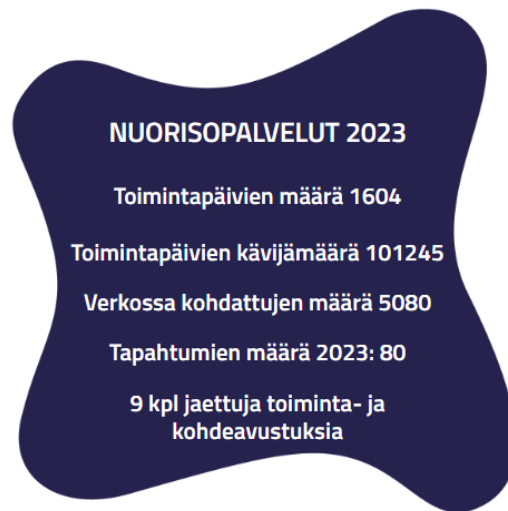 NUORISOPALVELUT 2023
Toimintapäivien määrä 1604
Toimintapäivien kävijämäärä 101245
Verkossa kohdattujen määrä 5080
Tapahtumien määrä 2023: 80
9 kpl jaettuja toiminta- ja
kohdeavustuksia